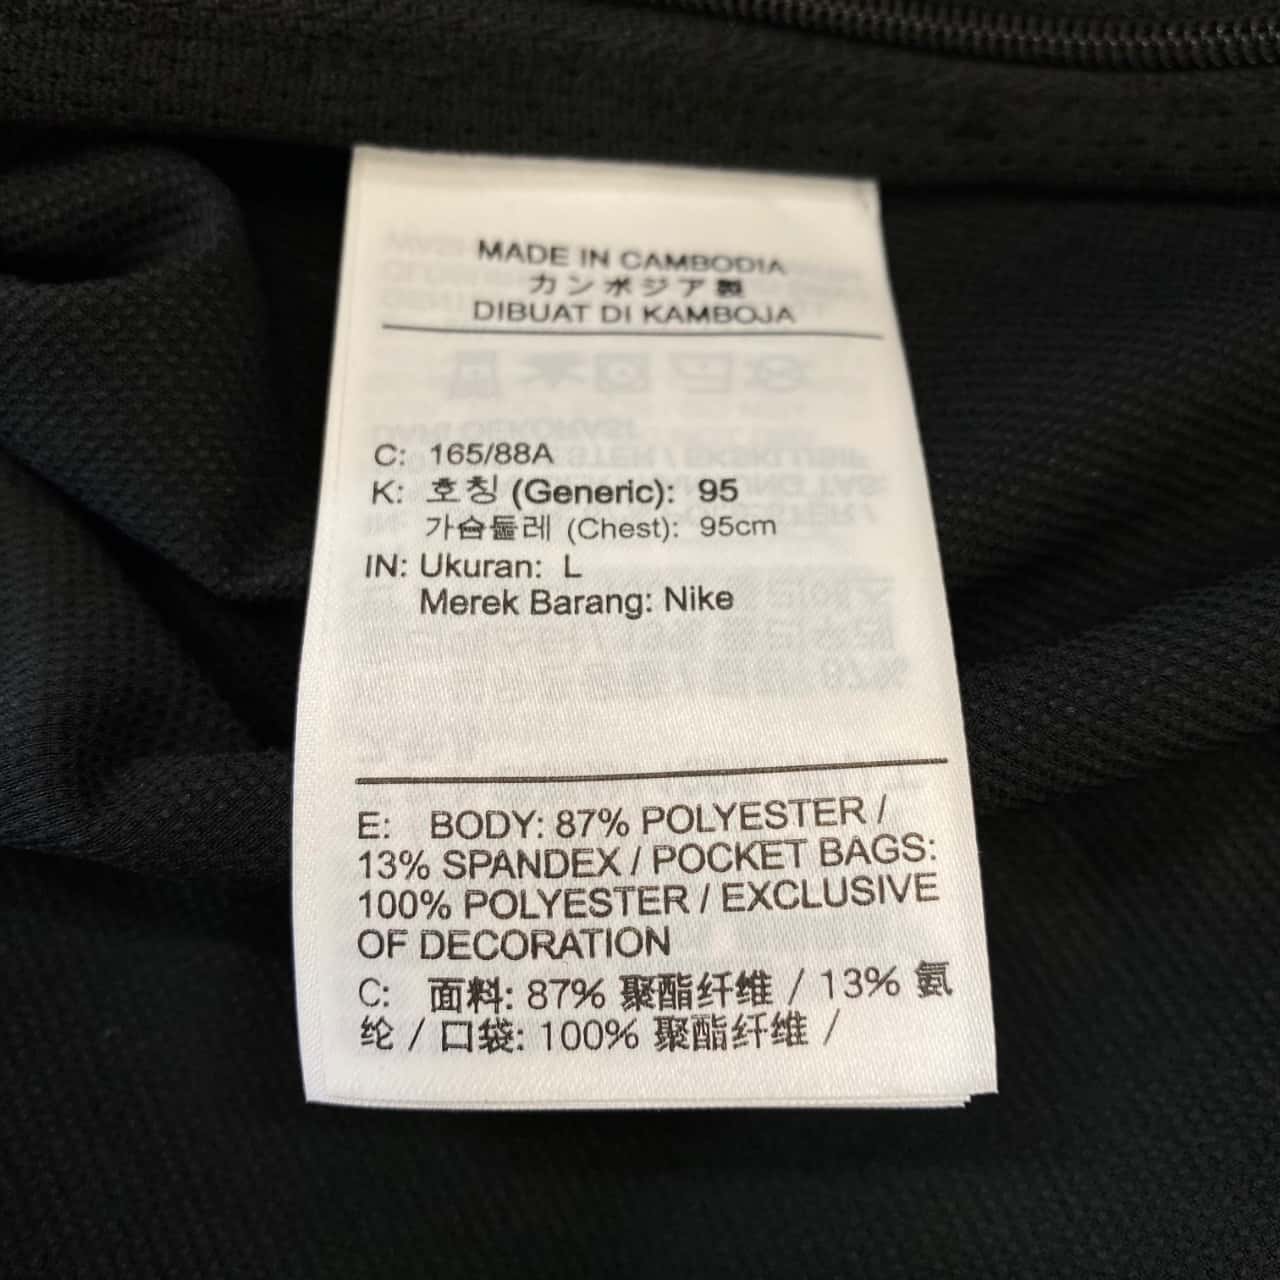 MADE IN CAMBODIA
カンボジア製
DIBUAT DI KAMBOJA
C: 165/88A
K: 호칭 (Generic): 95
가슴둘레 (Chest): 95cm
IN: Ukuran: L
Merek Barang: Nike
E: BODY: 87% POLYESTER /
13% SPANDEX / POCKET BAGS:
100% POLYESTER / EXCLUSIVE
OF DECORATION
C: 面料: 87% 聚酯纤维 / 13% 氨
纶 / 口袋: 100% 聚酯纤维 /